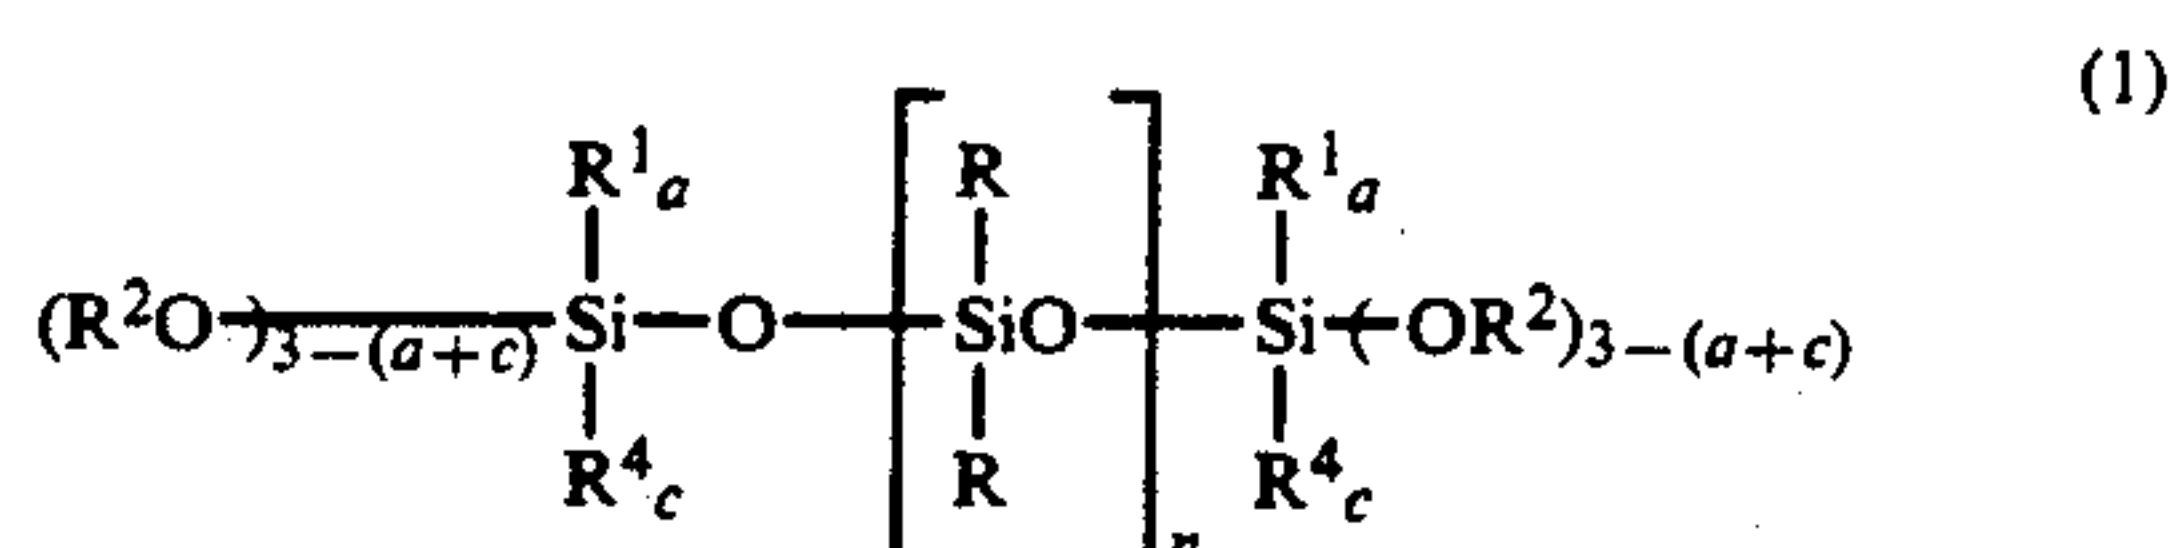 (1)
R¹ₐ R R¹ₐ
(R²O)3−(a+c) Si—O—[SiO]n—Si(OR²)3−(a+c)
R⁴c R R⁴c